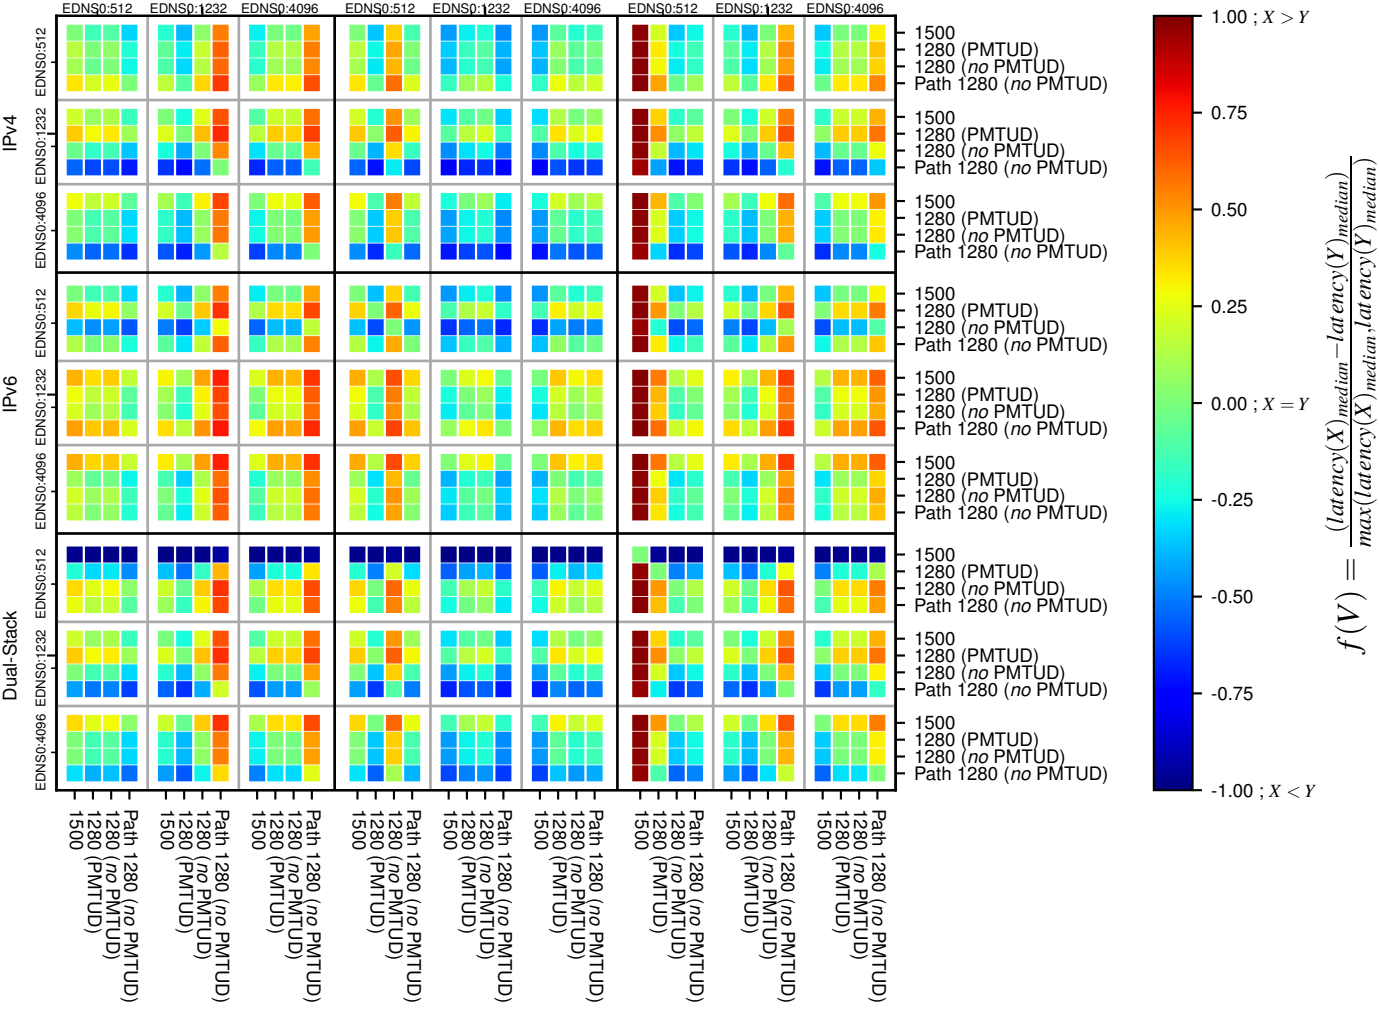 EDNS0:512 EDNS0:1232 EDNS0:4096 EDNS0:512 EDNS0:1232 EDNS0:4096 EDNS0:512 EDNS0:1232 EDNS0:4096
IPv4
EDNS0:512
1500
1280 (PMTUD)
1280 (no PMTUD)
Path 1280 (no PMTUD)
EDNS0:1232
1500
1280 (PMTUD)
1280 (no PMTUD)
Path 1280 (no PMTUD)
EDNS0:4096
1500
1280 (PMTUD)
1280 (no PMTUD)
Path 1280 (no PMTUD)
IPv6
EDNS0:512
1500
1280 (PMTUD)
1280 (no PMTUD)
Path 1280 (no PMTUD)
EDNS0:1232
1500
1280 (PMTUD)
1280 (no PMTUD)
Path 1280 (no PMTUD)
EDNS0:4096
1500
1280 (PMTUD)
1280 (no PMTUD)
Path 1280 (no PMTUD)
Dual-Stack
EDNS0:512
1500
1280 (PMTUD)
1280 (no PMTUD)
Path 1280 (no PMTUD)
EDNS0:1232
1500
1280 (PMTUD)
1280 (no PMTUD)
Path 1280 (no PMTUD)
EDNS0:4096
1500
1280 (PMTUD)
1280 (no PMTUD)
Path 1280 (no PMTUD)
1500
1280 (PMTUD)
1280 (no PMTUD)
Path 1280 (no PMTUD)
1500
1280 (PMTUD)
1280 (no PMTUD)
Path 1280 (no PMTUD)
1500
1280 (PMTUD)
1280 (no PMTUD)
Path 1280 (no PMTUD)
1500
1280 (PMTUD)
1280 (no PMTUD)
Path 1280 (no PMTUD)
1500
1280 (PMTUD)
1280 (no PMTUD)
Path 1280 (no PMTUD)
1500
1280 (PMTUD)
1280 (no PMTUD)
Path 1280 (no PMTUD)
1500
1280 (PMTUD)
1280 (no PMTUD)
Path 1280 (no PMTUD)
1500
1280 (PMTUD)
1280 (no PMTUD)
Path 1280 (no PMTUD)
1500
1280 (PMTUD)
1280 (no PMTUD)
Path 1280 (no PMTUD)
1.00 ; X > Y
0.75
0.50
0.25
0.00 ; X = Y
-0.25
-0.50
-0.75
-1.00 ; X < Y
f(V) = (latency(X)median−latency(Y)median) / max(latency(X)median,latency(Y)median)